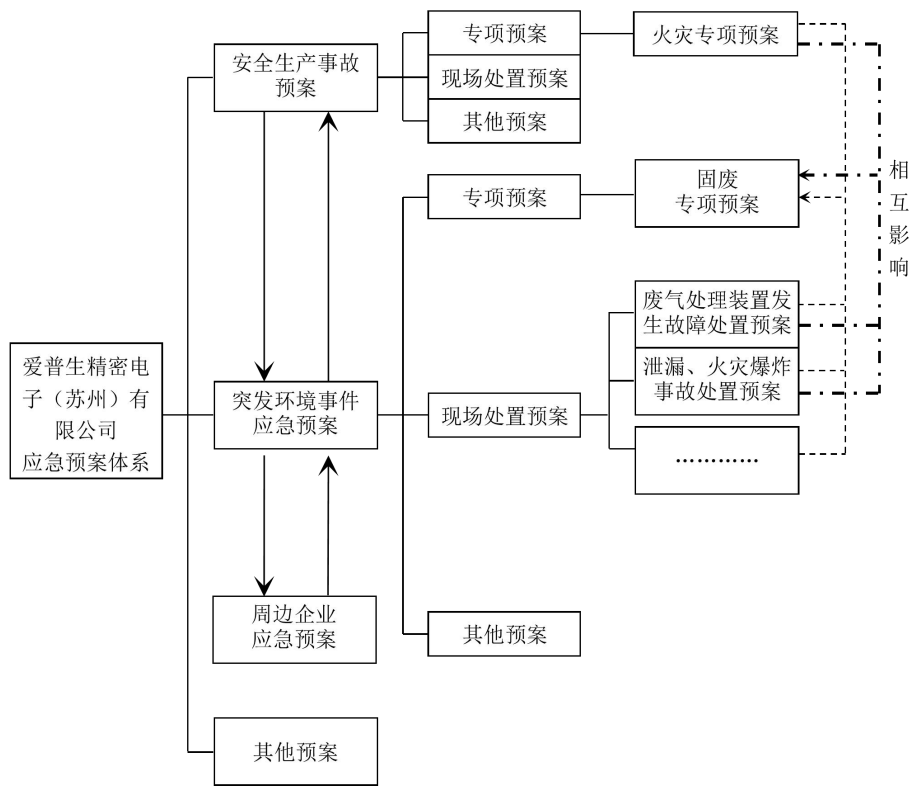 爱普生精密电
子（苏州）有
限公司
应急预案体系
安全生产事故
预案
突发环境事件
应急预案
周边企业
应急预案
其他预案
专项预案
现场处置预案
其他预案
专项预案
现场处置预案
其他预案
火灾专项预案
固废
专项预案
废气处理装置发
生故障处置预案
泄漏、火灾爆炸
事故处置预案
…………
相
互
影
响